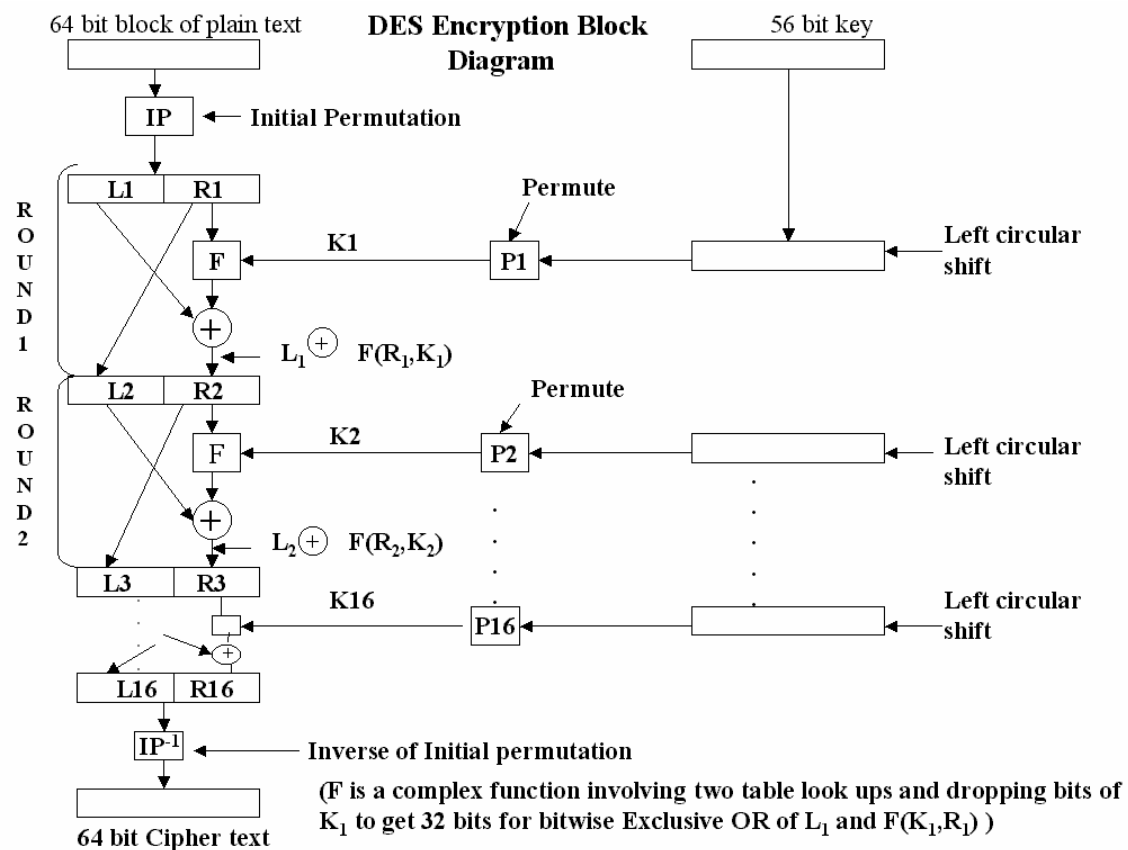 64 bit block of plain text
DES Encryption Block
Diagram
56 bit key
IP
Initial Permutation
L1 R1
Permute
R
O
U
N
D
1
F
K1
P1
Left circular
shift
+
L₁ + F(R₁,K₁)
L2 R2
Permute
R
O
U
N
D
2
F
K2
P2
Left circular
shift
+
L₂ + F(R₂,K₂)
L3 R3
K16
P16
Left circular
shift
+
L16 R16
IP⁻¹
Inverse of Initial permutation
64 bit Cipher text
(F is a complex function involving two table look ups and dropping bits of
K₁ to get 32 bits for bitwise Exclusive OR of L₁ and F(K₁,R₁) )